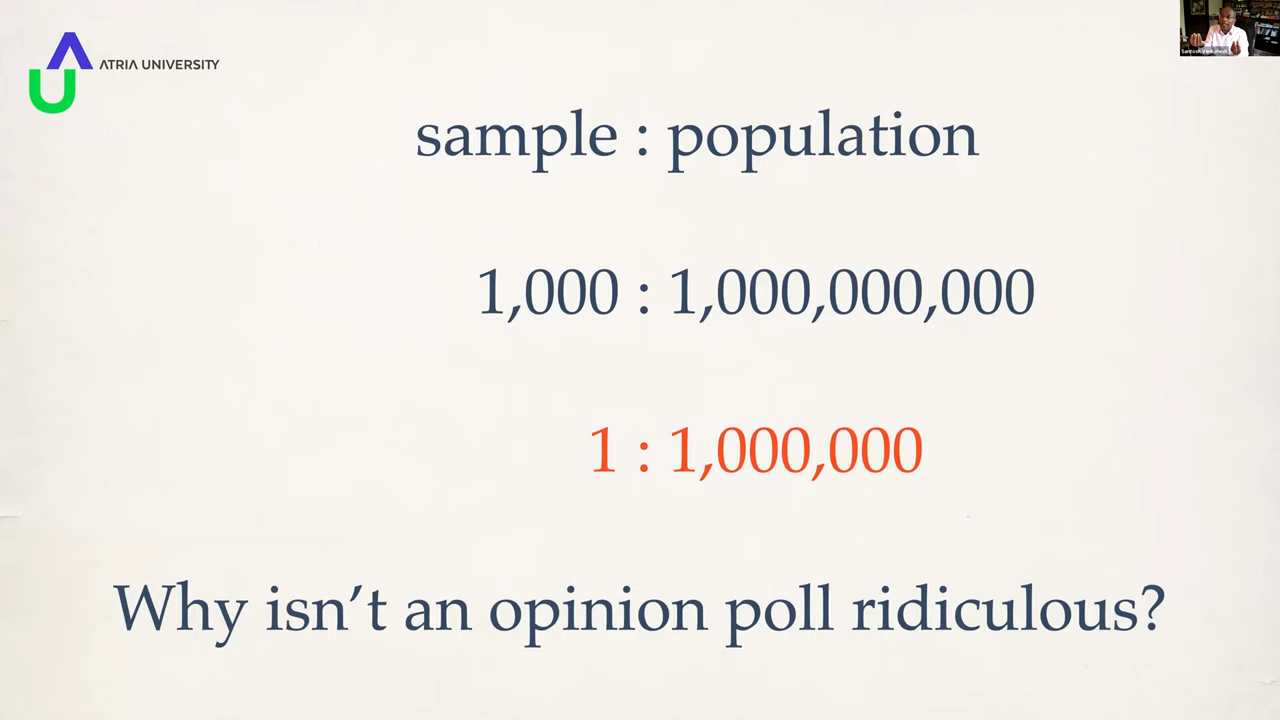 ATRIA UNIVERSITY
sample : population
1,000 : 1,000,000,000
1 : 1,000,000
Why isn't an opinion poll ridiculous?